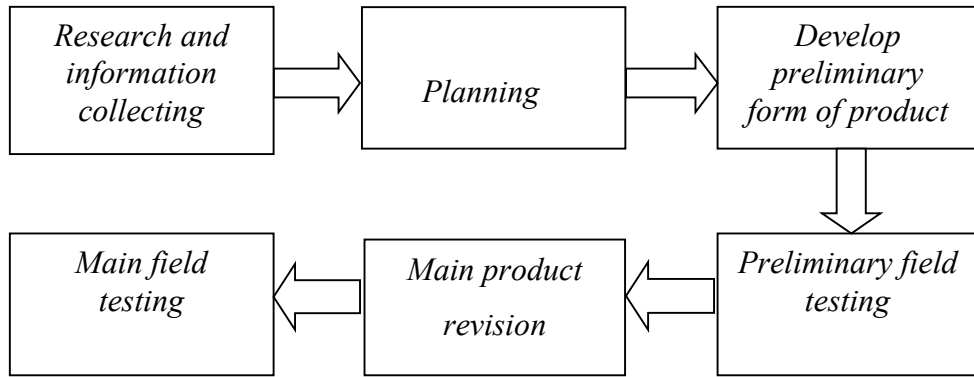 Research and
information
collecting
Planning
Develop
preliminary
form of product
Preliminary field
testing
Main product
revision
Main field
testing